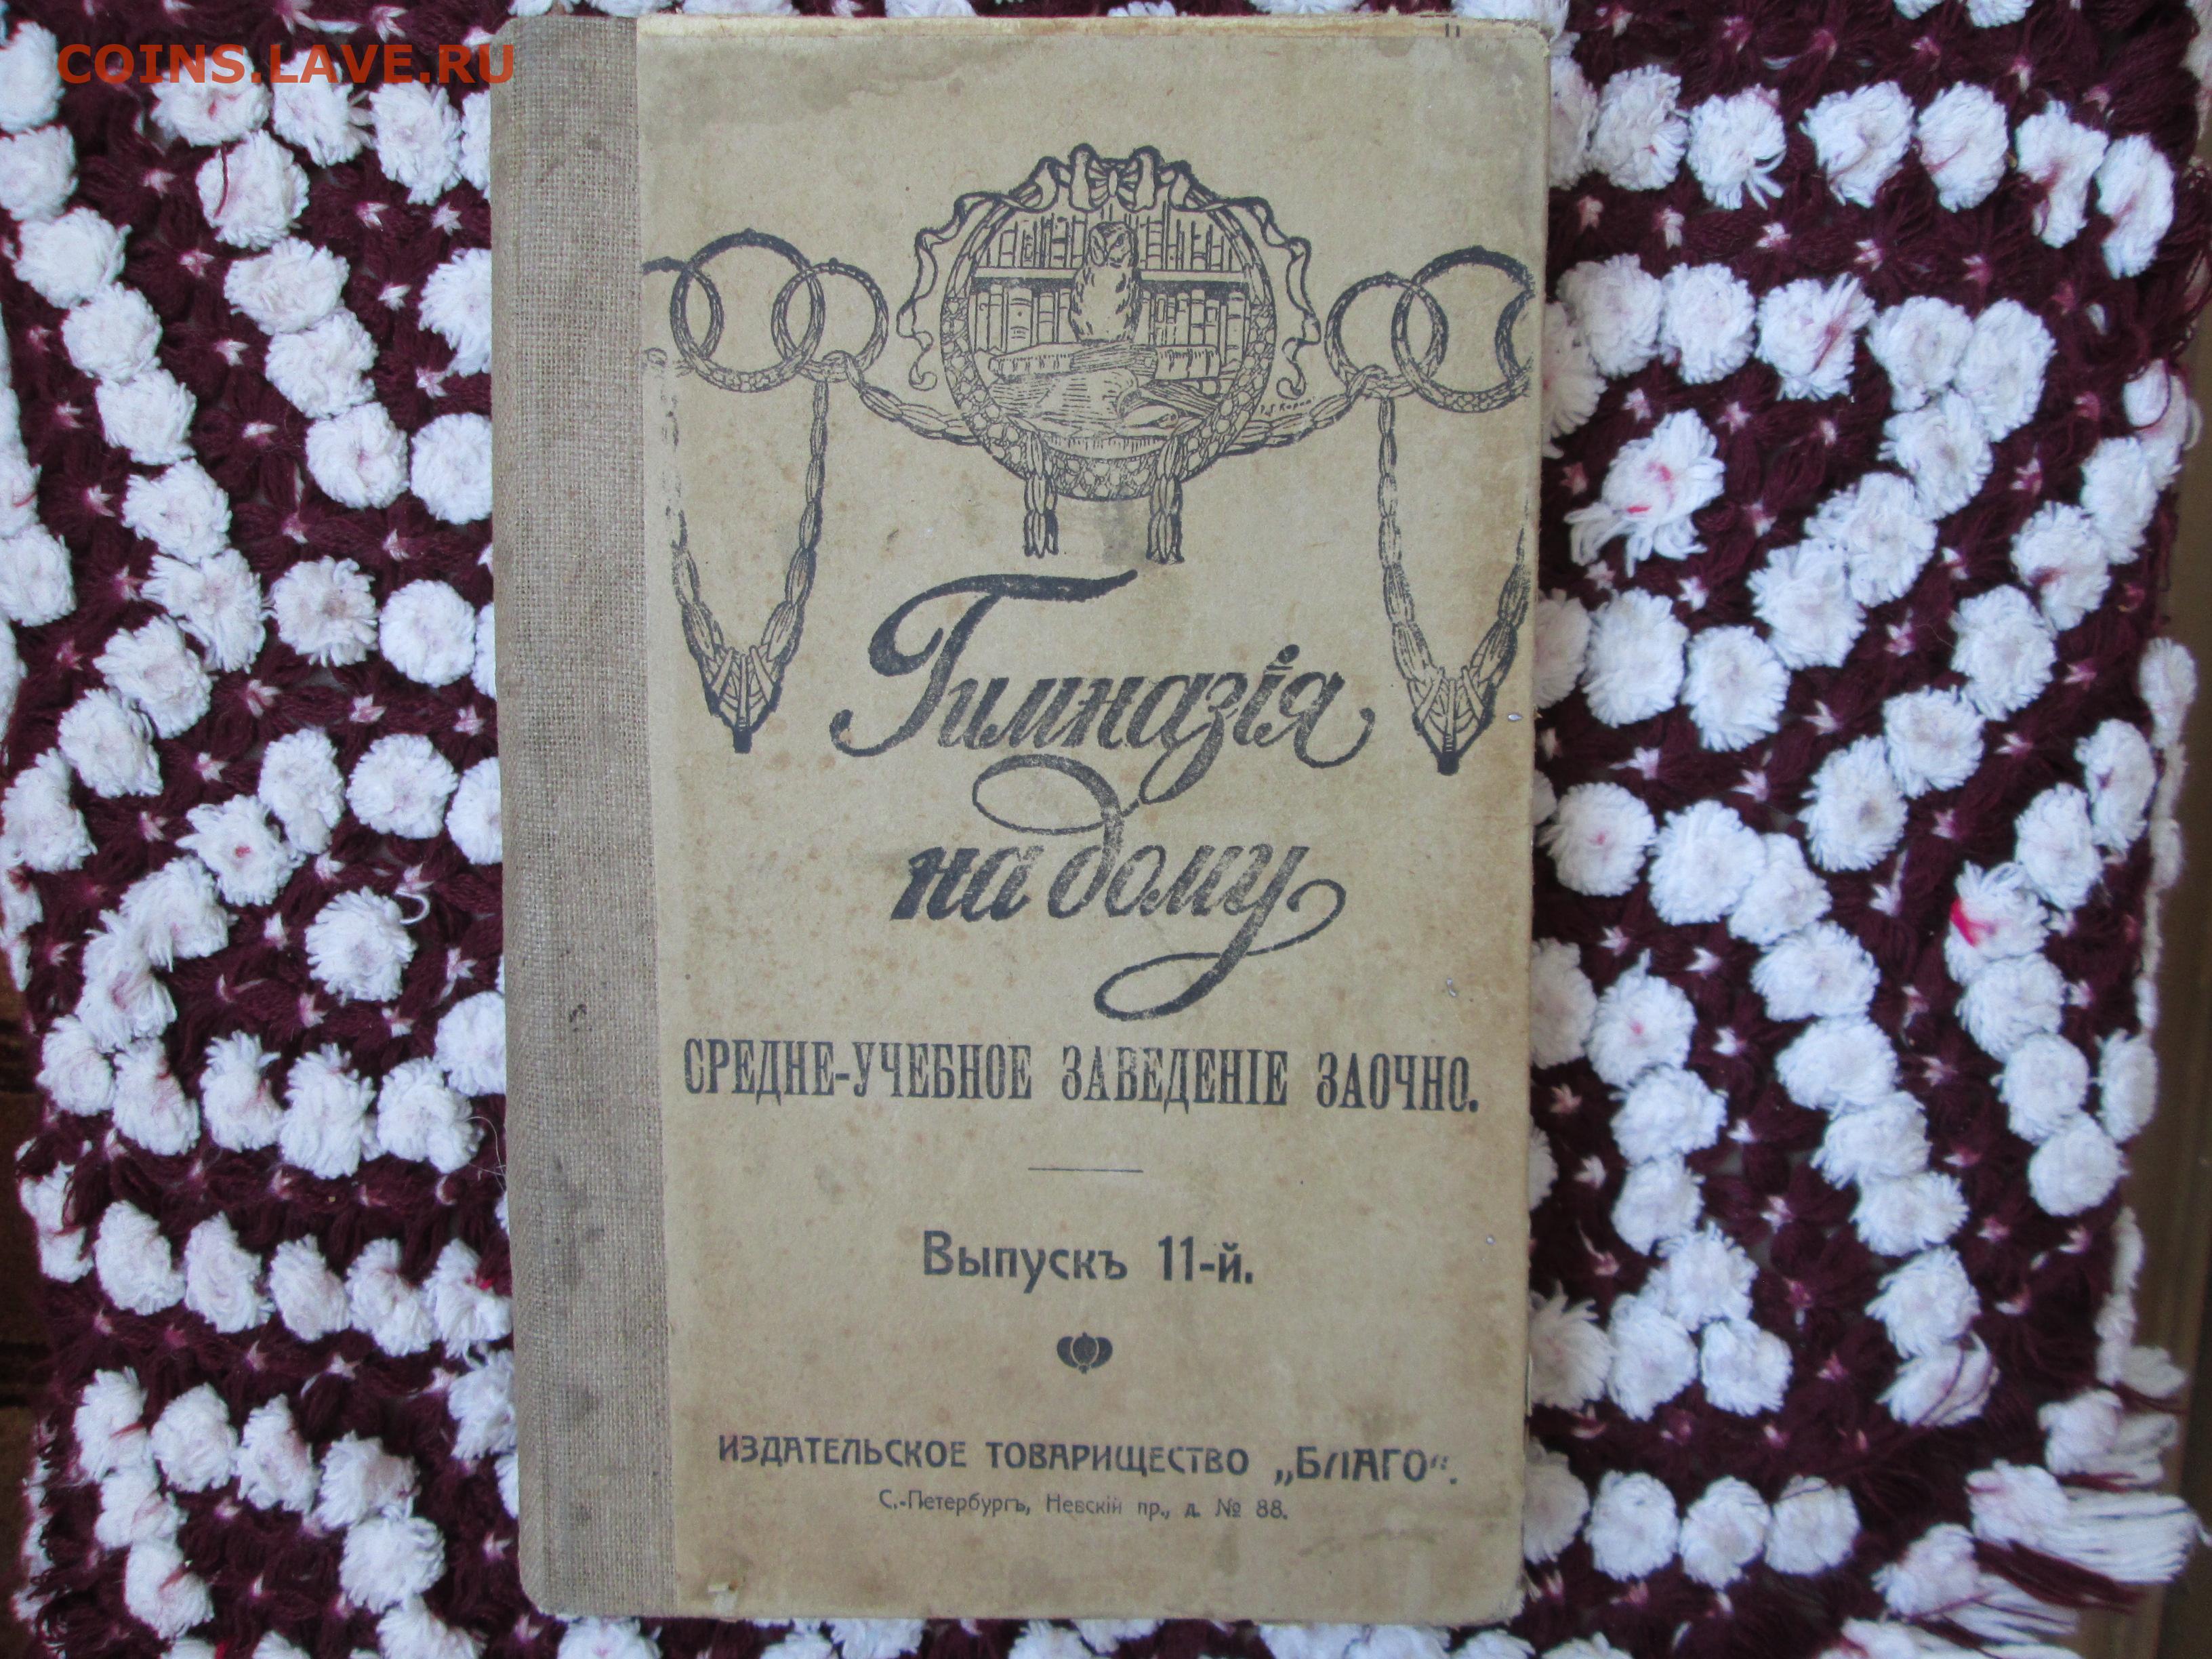 COINS.LAVE.RU
Гимназія
на дому
СРЕДНЕ-УЧЕБНОЕ ЗАВЕДЕНІЕ ЗАОЧНО.
Выпускъ 11-й.
ИЗДАТЕЛЬСКОЕ ТОВАРИЩЕСТВО „БЛАГО“.
С.-Петербургъ, Невскій пр., д. № 88.